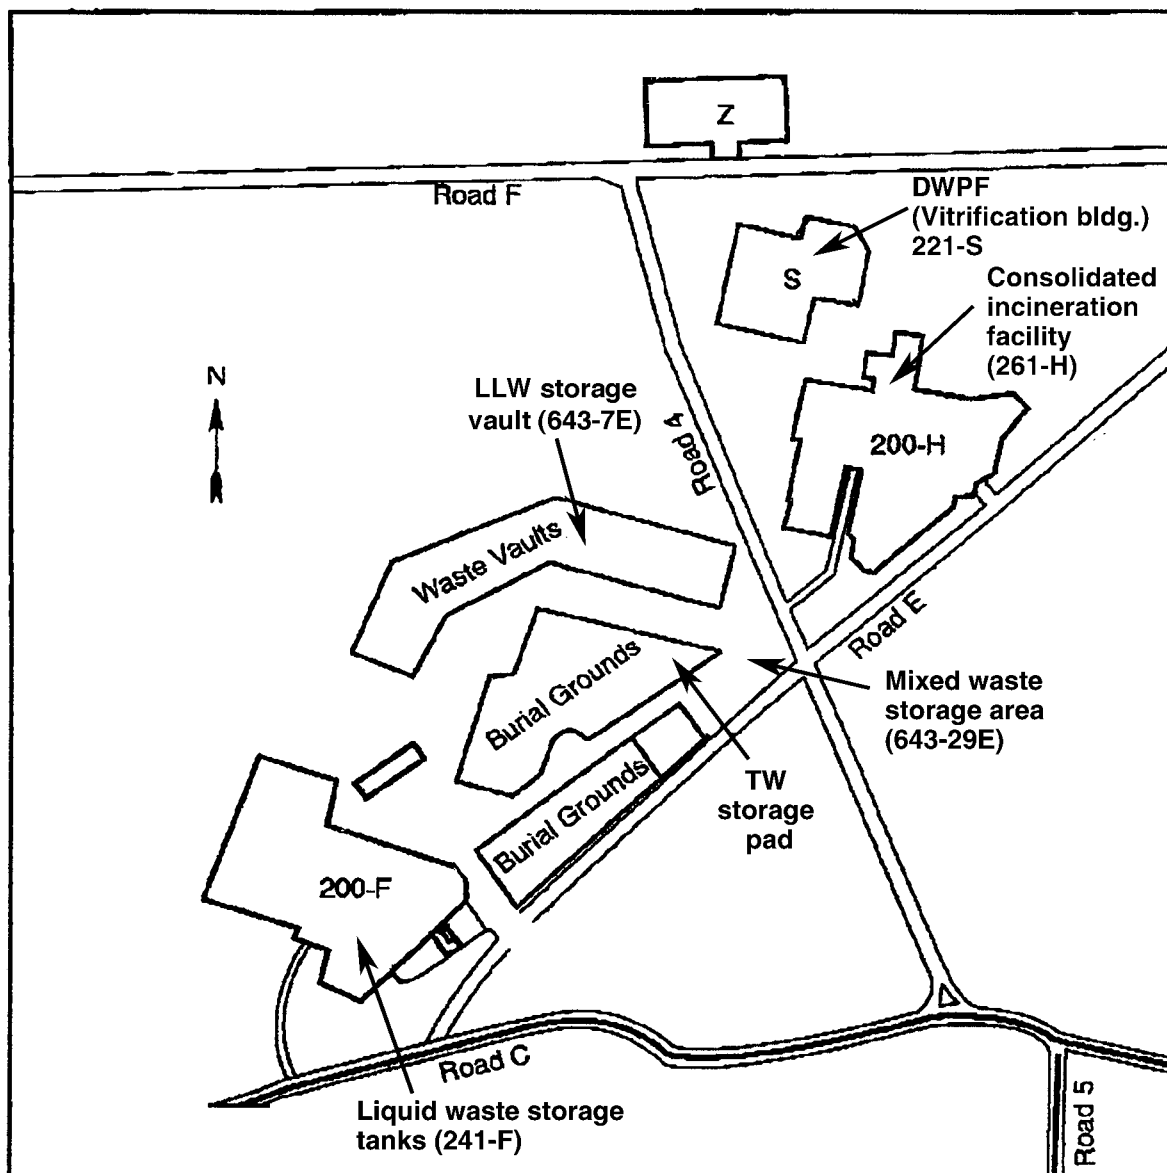 Z
Road F
DWPF
(Vitrification bldg.)
221-S
S
Consolidated
incineration
facility
(261-H)
N
LLW storage
vault (643-7E)
Road 4
200-H
Waste Vaults
Road E
Burial Grounds
Mixed waste
storage area
(643-29E)
TW
storage
pad
Burial Grounds
200-F
Road C
Liquid waste storage
tanks (241-F)
Road 5